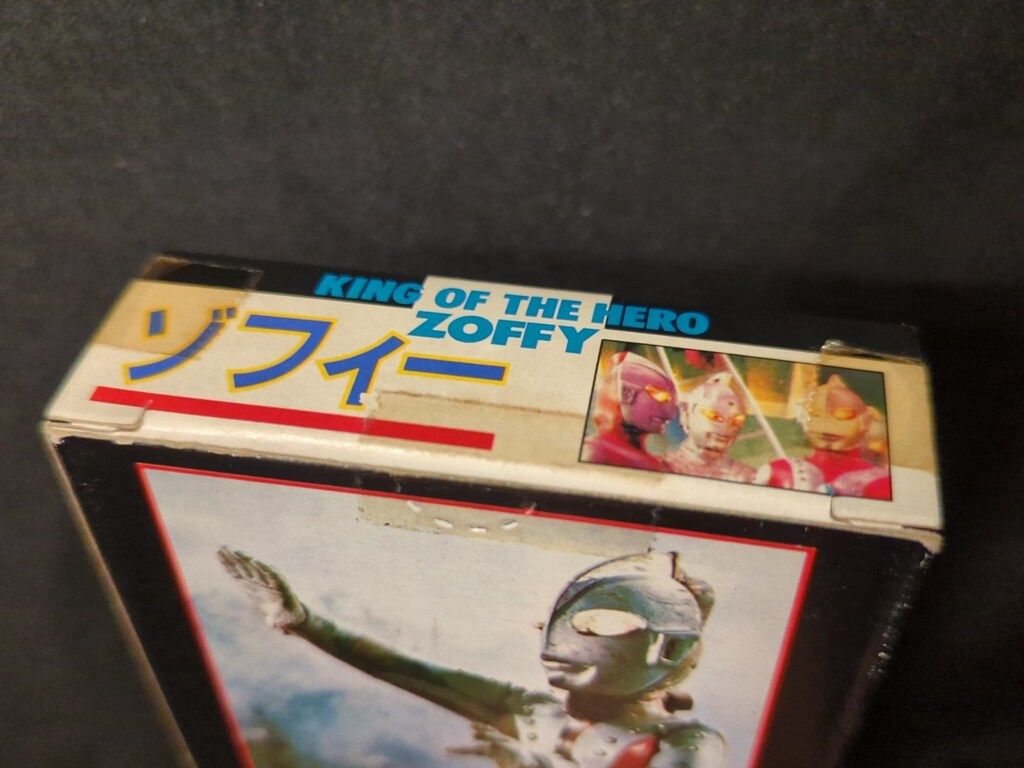 KING OF THE HERO
ZOFFY
ゾフィー